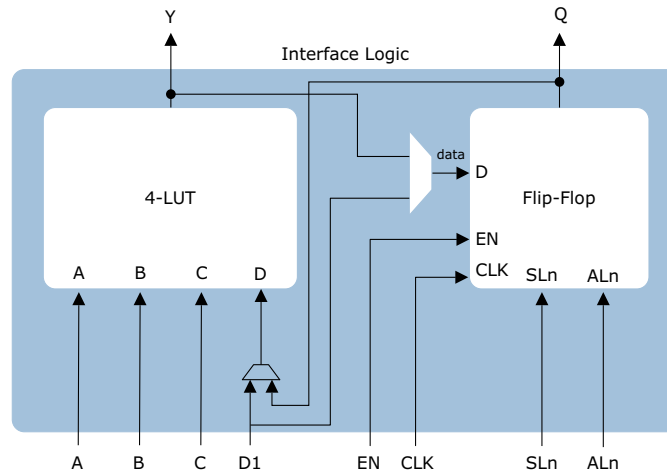 Y
Q
Interface Logic
data
D
4-LUT
Flip-Flop
EN
A
B
C
D
CLK
SLn
ALn
A
B
C
D1
EN
CLK
SLn
ALn